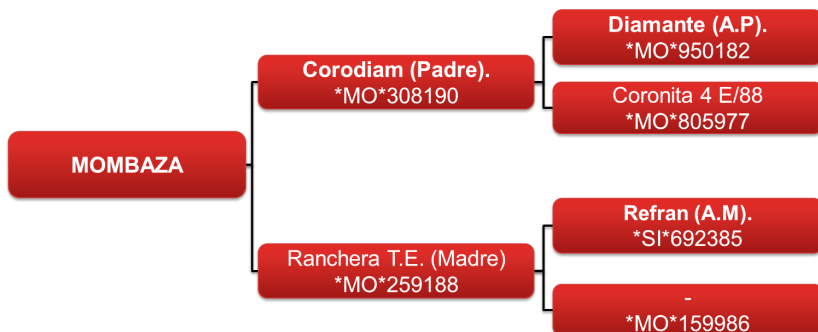 MOMBAZA
Corodiam (Padre).
*MO*308190
Diamante (A.P).
*MO*950182
Coronita 4 E/88
*MO*805977
Ranchera T.E. (Madre)
*MO*259188
Refran (A.M).
*SI*692385
-
*MO*159986